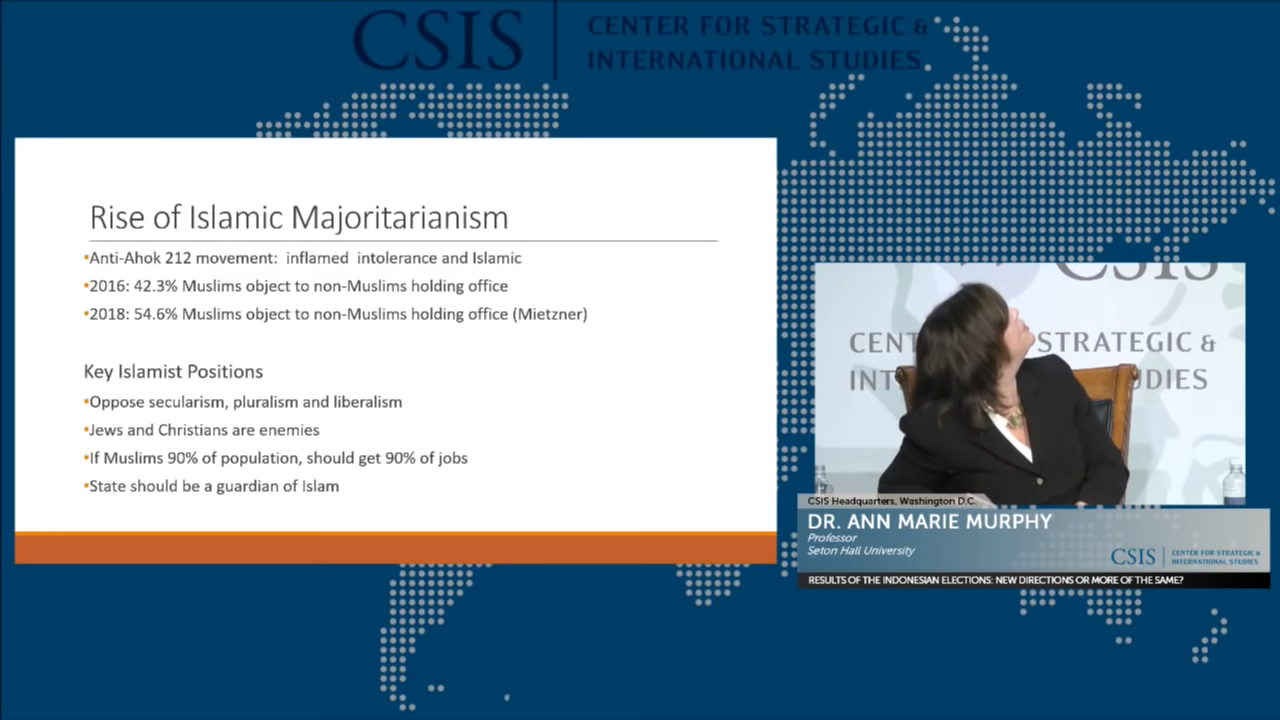 CSIS
CENTER FOR STRATEGIC &
INTERNATIONAL STUDIES
Rise of Islamic Majoritarianism
•Anti-Ahok 212 movement: inflamed intolerance and Islamic
•2016: 42.3% Muslims object to non-Muslims holding office
•2018: 54.6% Muslims object to non-Muslims holding office (Mietzner)
Key Islamist Positions
•Oppose secularism, pluralism and liberalism
•Jews and Christians are enemies
•If Muslims 90% of population, should get 90% of jobs
•State should be a guardian of Islam
CSIS
CENT STRATEGIC &
INT UDIES
CSIS Headquarters, Washington D.C.
DR. ANN MARIE MURPHY
Professor
Seton Hall University
CSIS
CENTER FOR STRATEGIC &
INTERNATIONAL STUDIES
RESULTS OF THE INDONESIAN ELECTIONS: NEW DIRECTIONS OR MORE OF THE SAME?